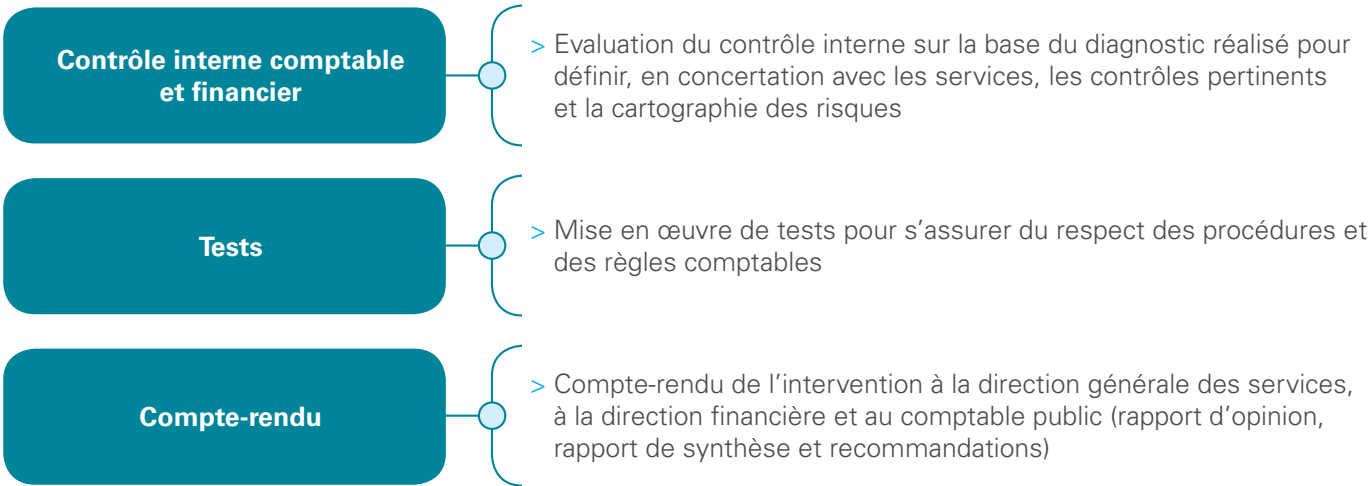 Contrôle interne comptable
et financier
> Evaluation du contrôle interne sur la base du diagnostic réalisé pour
définir, en concertation avec les services, les contrôles pertinents
et la cartographie des risques
Tests
> Mise en œuvre de tests pour s’assurer du respect des procédures et
des règles comptables
Compte-rendu
> Compte-rendu de l’intervention à la direction générale des services,
à la direction financière et au comptable public (rapport d’opinion,
rapport de synthèse et recommandations)